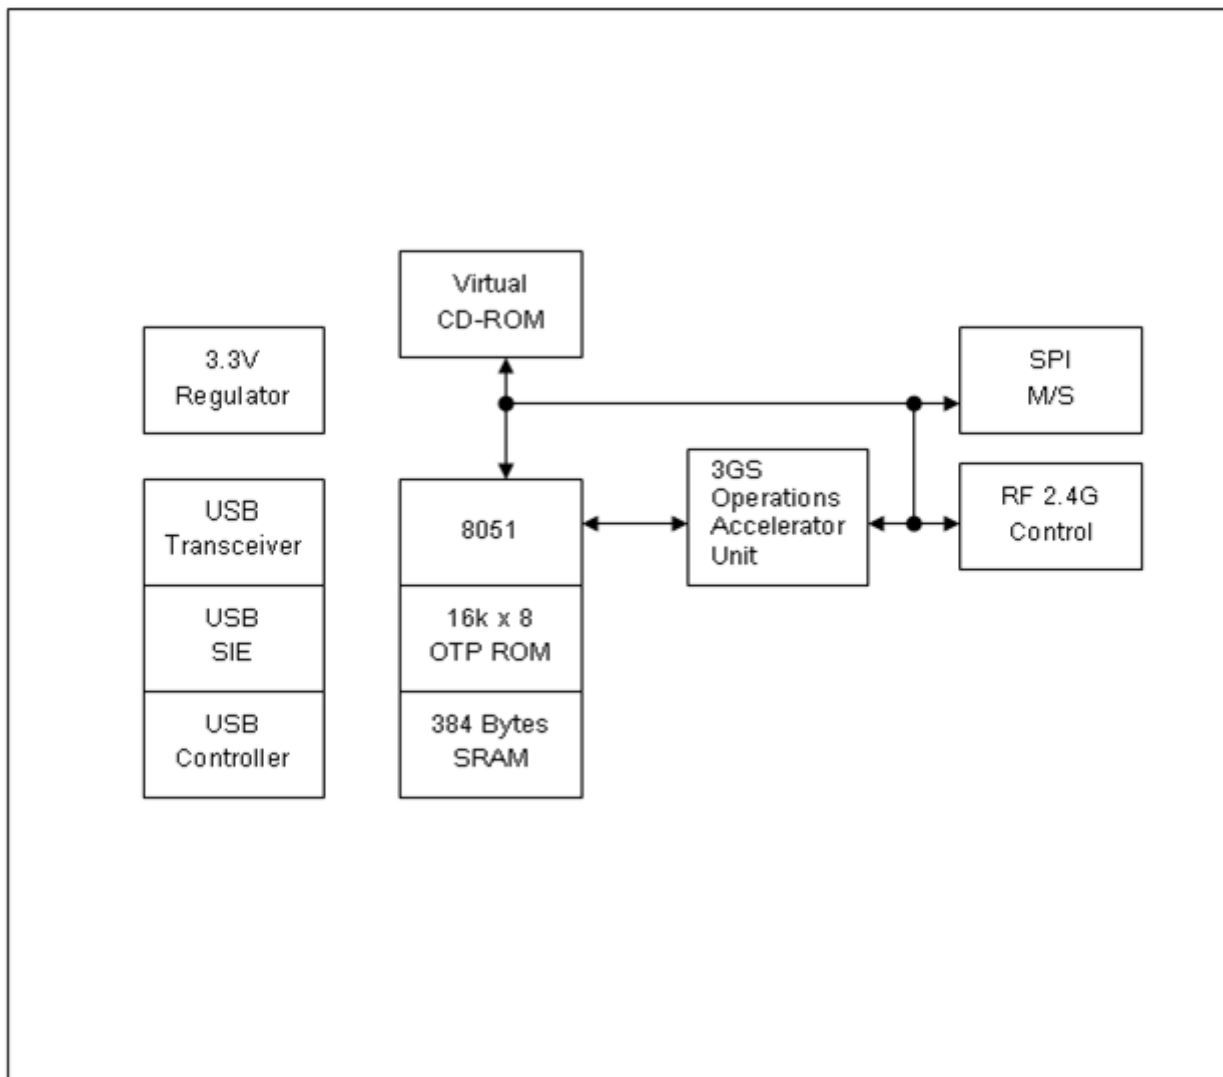 Virtual
CD-ROM
3.3V
Regulator
SPI
M/S
USB
Transceiver
8051
3GS
Operations
Accelerator
Unit
RF 2.4G
Control
USB
SIE
16k x 8
OTP ROM
USB
Controller
384 Bytes
SRAM